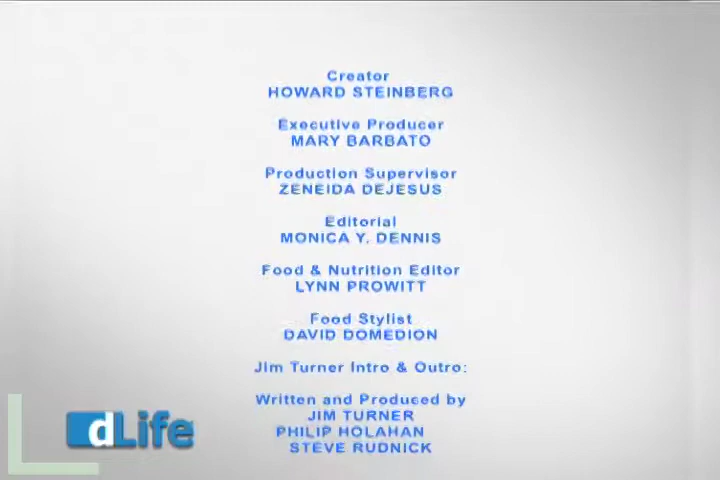 Creator
HOWARD STEINBERG
Executive Producer
MARY BARBATO
Production Supervisor
ZENEIDA DEJESUS
Editorial
MONICA Y. DENNIS
Food & Nutrition Editor
LYNN PROWITT
Food Stylist
DAVID DOMEDION
Jim Turner Intro & Outro:
Written and Produced by
JIM TURNER
PHILIP HOLAHAN
STEVE RUDNICK
dLife